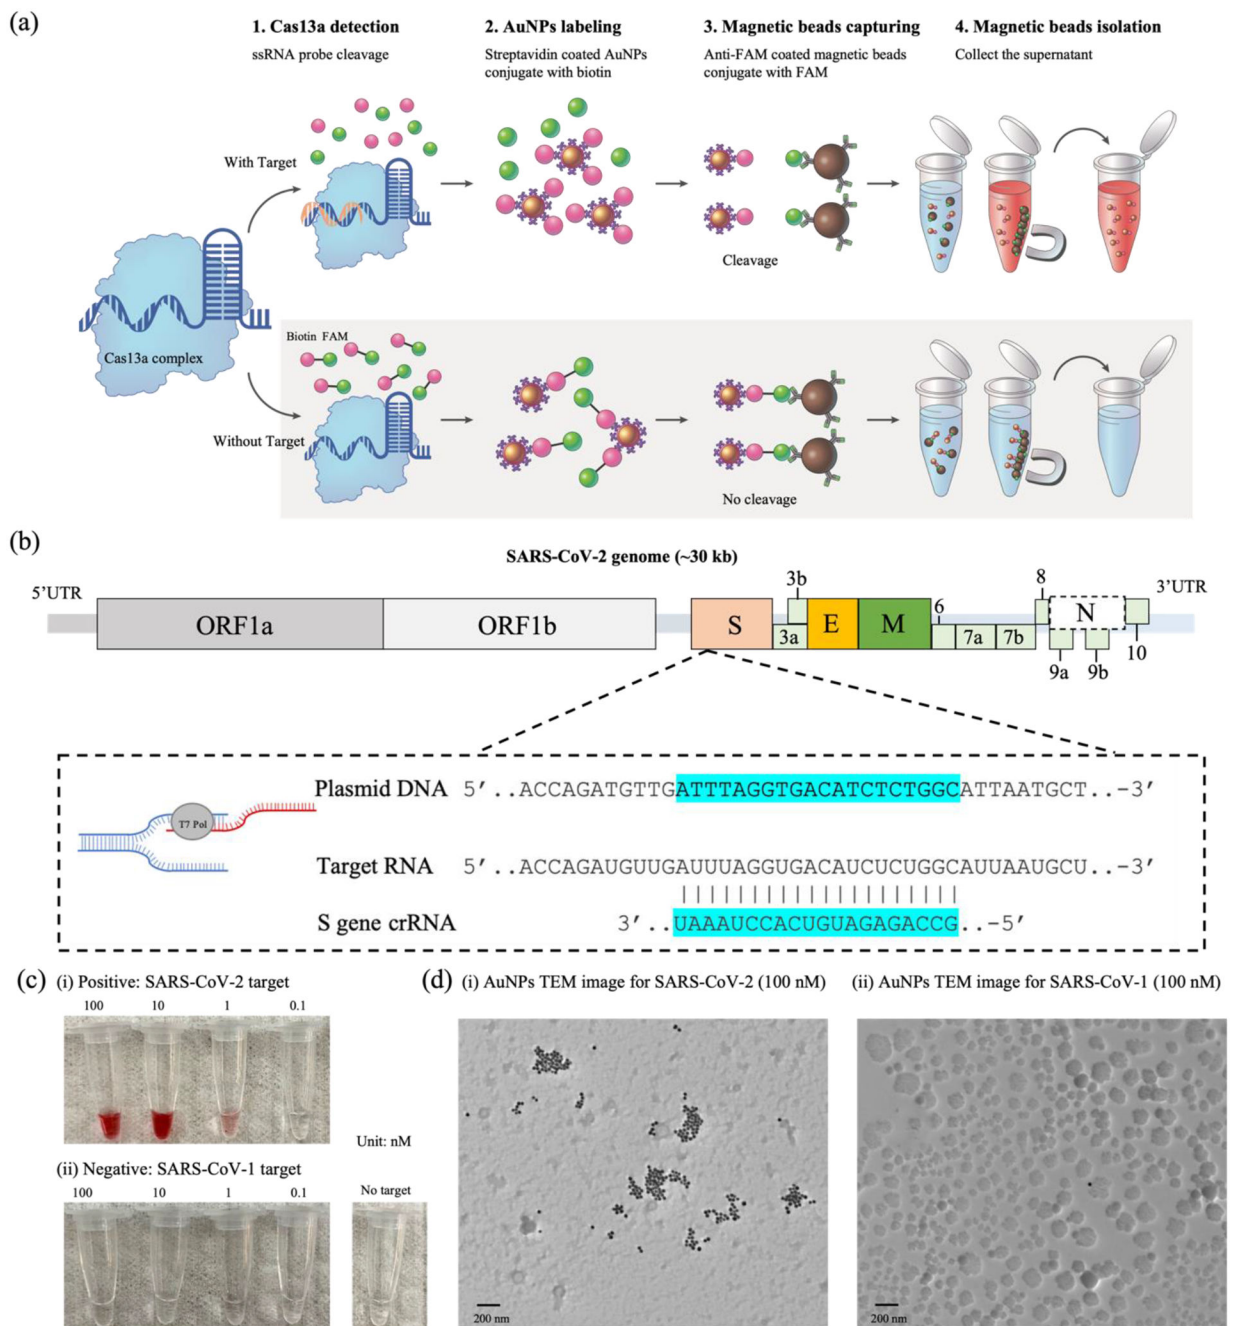 (a)
1. Cas13a detection
ssRNA probe cleavage
2. AuNPs labeling
Streptavidin coated AuNPs
conjugate with biotin
3. Magnetic beads capturing
Anti-FAM coated magnetic beads
conjugate with FAM
4. Magnetic beads isolation
Collect the supernatant
With Target
Cleavage
Cas13a complex
Biotin FAM
Without Target
No cleavage
(b)
SARS-CoV-2 genome (~30 kb)
5’UTR
ORF1a
ORF1b
S
3b
3a
E
M
6
7a
7b
8
N
9a
9b
10
3’UTR
T7 Pol
Plasmid DNA 5′..ACCAGATGTTGATTTAGGTGACATCTCTGGCATTAATGCT..-3′
Target RNA 5′..ACCAGAUGUUGAUUUAGGUGACAUCUCUGGCAUUAAUGCU..-3′
S gene crRNA 3′..UAAAUCCACUGUAGAGACCG..-5′
(c)
(i) Positive: SARS-CoV-2 target
100 10 1 0.1
Unit: nM
(ii) Negative: SARS-CoV-1 target
100 10 1 0.1 No target
(d)
(i) AuNPs TEM image for SARS-CoV-2 (100 nM)
200 nm
(ii) AuNPs TEM image for SARS-CoV-1 (100 nM)
200 nm